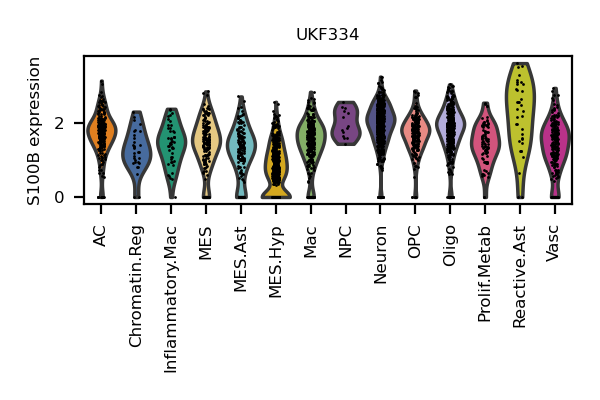 UKF334
S100B expression
2
0
AC
Chromatin.Reg
Inflammatory.Mac
MES
MES.Ast
MES.Hyp
Mac
NPC
Neuron
OPC
Oligo
Prolif.Metab
Reactive.Ast
Vasc